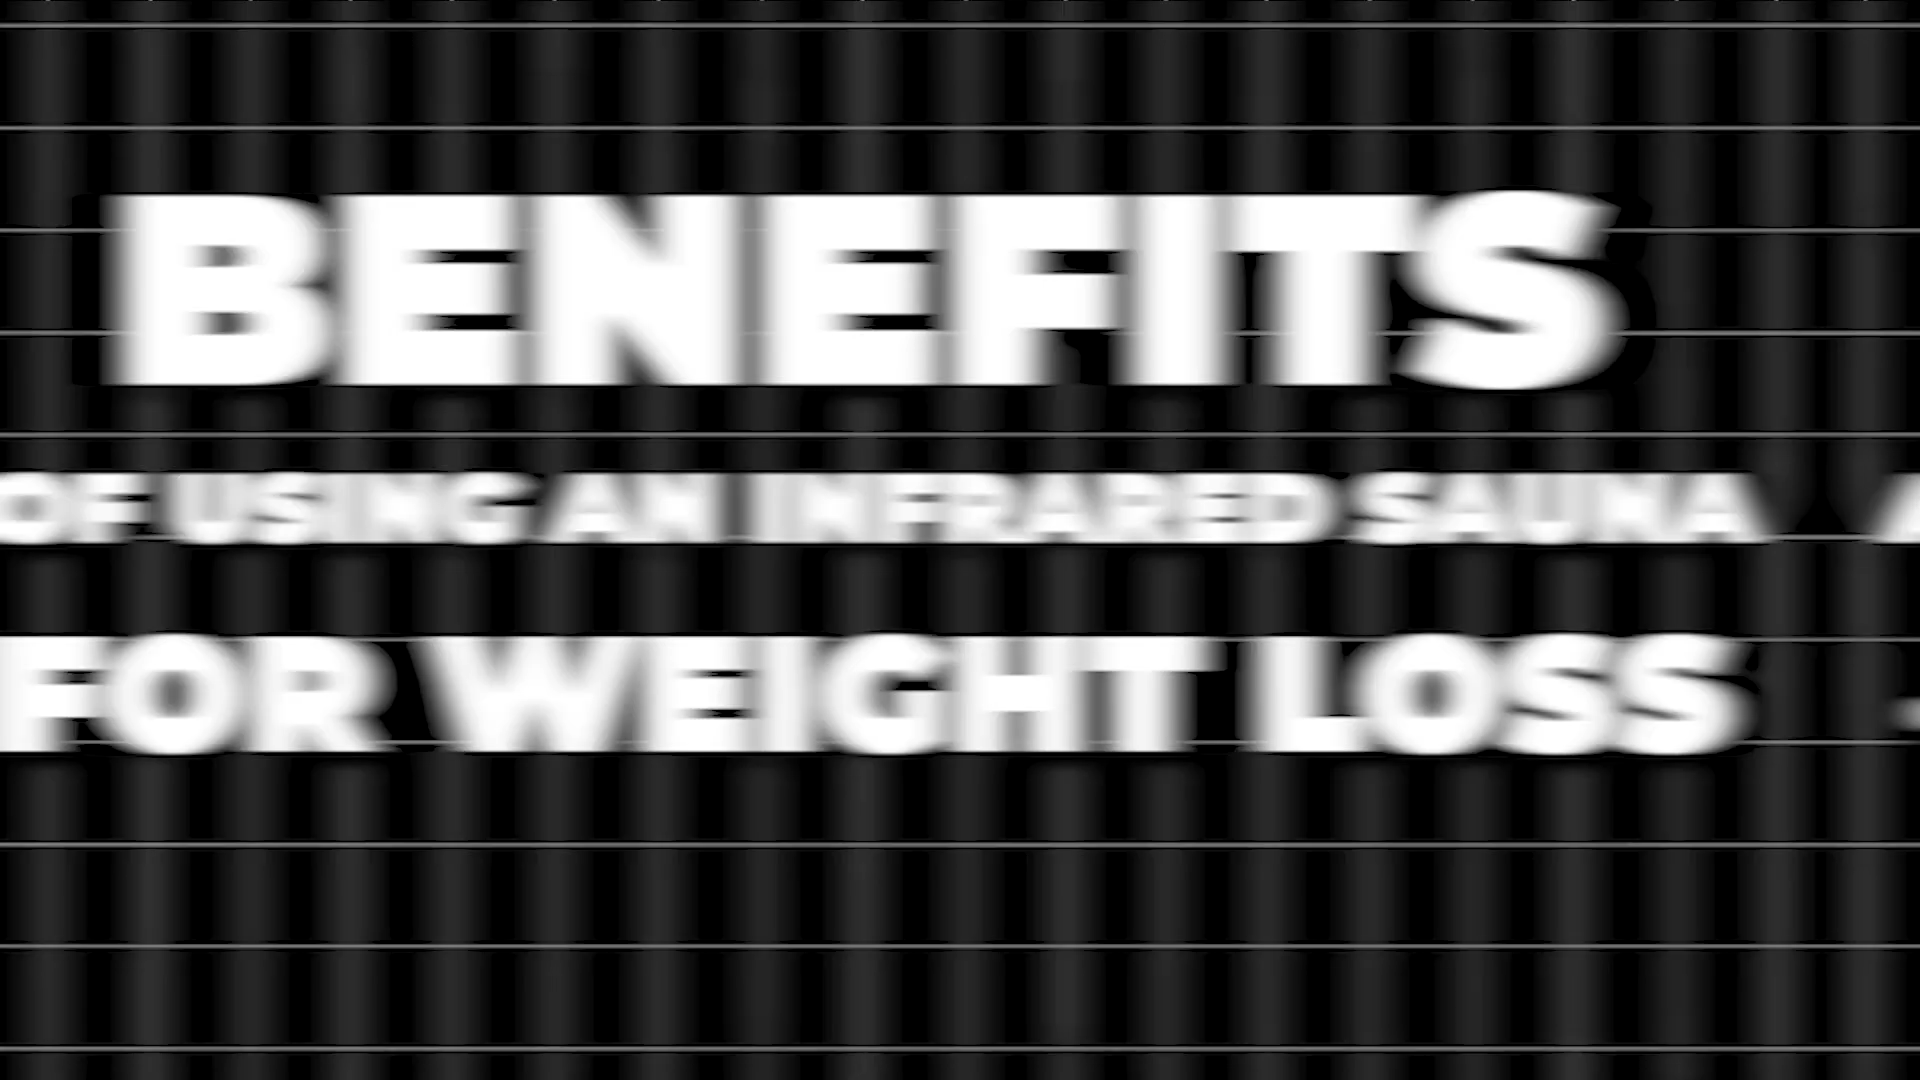 BENEFITS
OF USING AN INFRARED SAUNA
FOR WEIGHT LOSS